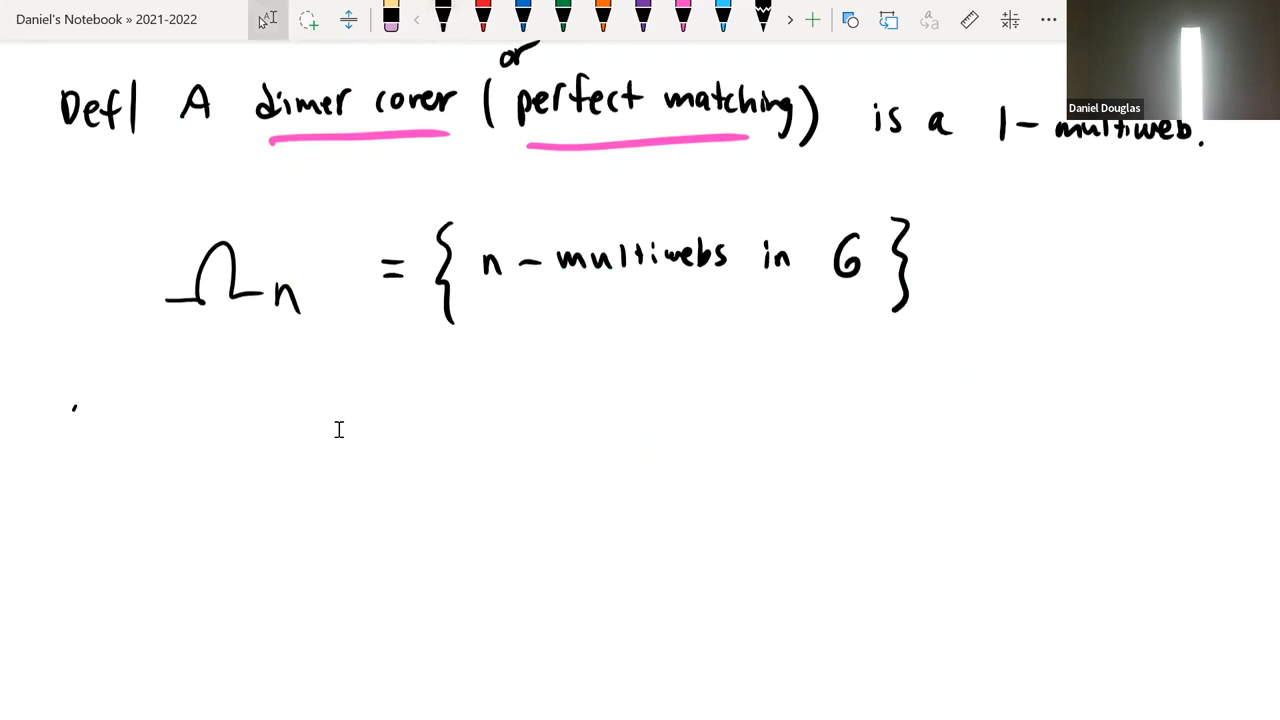 Daniel's Notebook » 2021-2022
Daniel Douglas
or
Def| A dimer cover (perfect matching) is a 1-multiweb.
Ωn = { n-multiwebs in G }